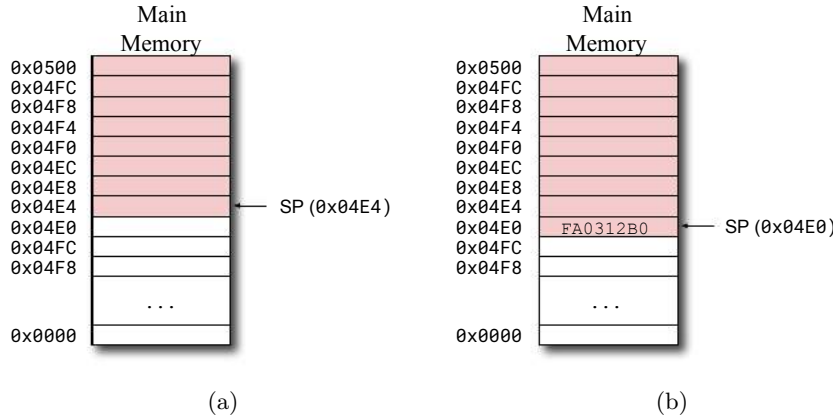 Main
Memory
0x0500
0x04FC
0x04F8
0x04F4
0x04F0
0x04EC
0x04E8
0x04E4
0x04E0
0x04FC
0x04F8
...
0x0000
SP (0x04E4)
(a)
Main
Memory
0x0500
0x04FC
0x04F8
0x04F4
0x04F0
0x04EC
0x04E8
0x04E4
0x04E0 FA0312B0
0x04FC
0x04F8
...
0x0000
SP (0x04E0)
(b)